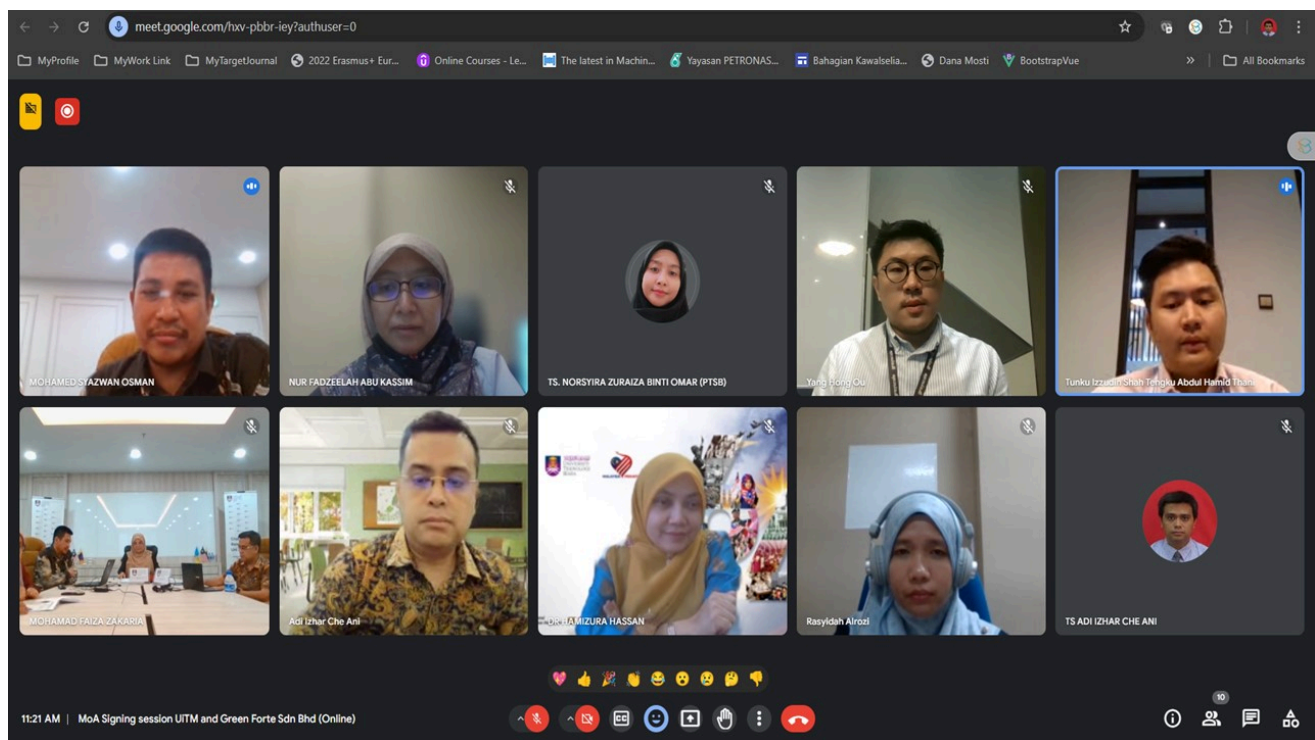 meet.google.com/hxv-pbbr-iey?authuser=0
MyProfile MyWork Link MyTargetJournal 2022 Erasmus+ Eur... Online Courses - Le... The latest in Machin... Yayasan PETRONAS... Bahagian Kawalselia... Dana Mosti BootstrapVue » All Bookmarks
MOHAMED SYAZWAN OSMAN
NUR FADZEELAH ABU KASSIM
TS. NORSYIRA ZURAIZA BINTI OMAR (PTSB)
Yang Hong Ou
Tunku Izzudin Shah Tengku Abdul Hamid Thani
MOHAMAD FAIZA ZAKARIA
Adi Izhar Che Ani
DR HAMIZURA HASSAN
Rasyidah Alrozi
TS ADI IZHAR CHE ANI
11:21 AM | MoA Signing session UITM and Green Forte Sdn Bhd (Online)
CC
10